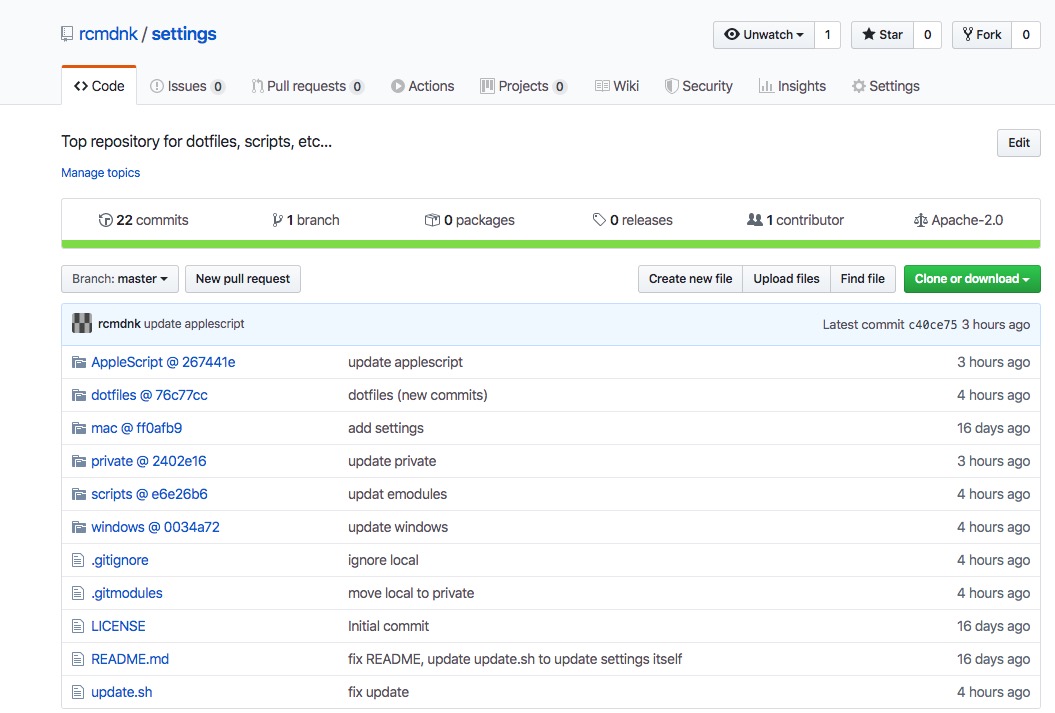 rcmdnk / settings
Unwatch 1 Star 0 Fork 0
Code Issues 0 Pull requests 0 Actions Projects 0 Wiki Security Insights Settings
Top repository for dotfiles, scripts, etc...
Edit
Manage topics
22 commits 1 branch 0 packages 0 releases 1 contributor Apache-2.0
Branch: master New pull request Create new file Upload files Find file Clone or download
rcmdnk update applescript Latest commit c40ce75 3 hours ago
AppleScript @ 267441e update applescript 3 hours ago
dotfiles @ 76c77cc dotfiles (new commits) 4 hours ago
mac @ ff0afb9 add settings 16 days ago
private @ 2402e16 update private 3 hours ago
scripts @ e6e26b6 updat emodules 4 hours ago
windows @ 0034a72 update windows 4 hours ago
.gitignore ignore local 4 hours ago
.gitmodules move local to private 4 hours ago
LICENSE Initial commit 16 days ago
README.md fix README, update update.sh to update settings itself 16 days ago
update.sh fix update 4 hours ago